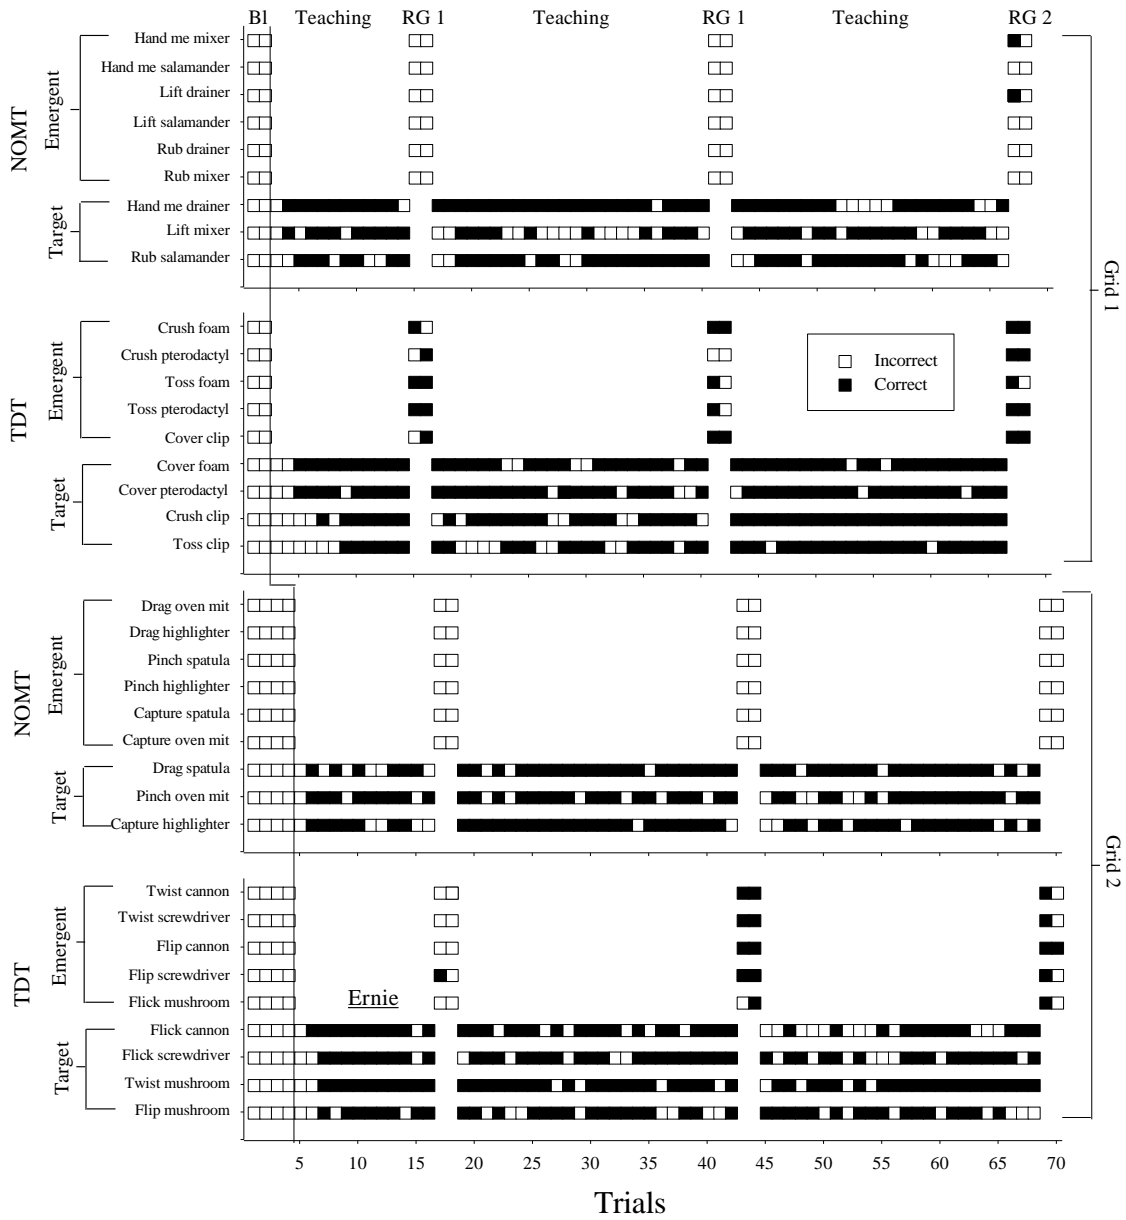 Bl Teaching RG 1 Teaching RG 1 Teaching RG 2
NOMT
Emergent
Hand me mixer
Hand me salamander
Lift drainer
Lift salamander
Rub drainer
Rub mixer
Target
Hand me drainer
Lift mixer
Rub salamander
Grid 1
TDT
Emergent
Crush foam
Crush pterodactyl
Toss foam
Toss pterodactyl
Cover clip
Incorrect
Correct
Target
Cover foam
Cover pterodactyl
Crush clip
Toss clip
NOMT
Emergent
Drag oven mit
Drag highlighter
Pinch spatula
Pinch highlighter
Capture spatula
Capture oven mit
Target
Drag spatula
Pinch oven mit
Capture highlighter
Grid 2
TDT
Emergent
Twist cannon
Twist screwdriver
Flip cannon
Flip screwdriver
Flick mushroom
Ernie
Target
Flick cannon
Flick screwdriver
Twist mushroom
Flip mushroom
5 10 15 20 25 30 35 40 45 50 55 60 65 70
Trials